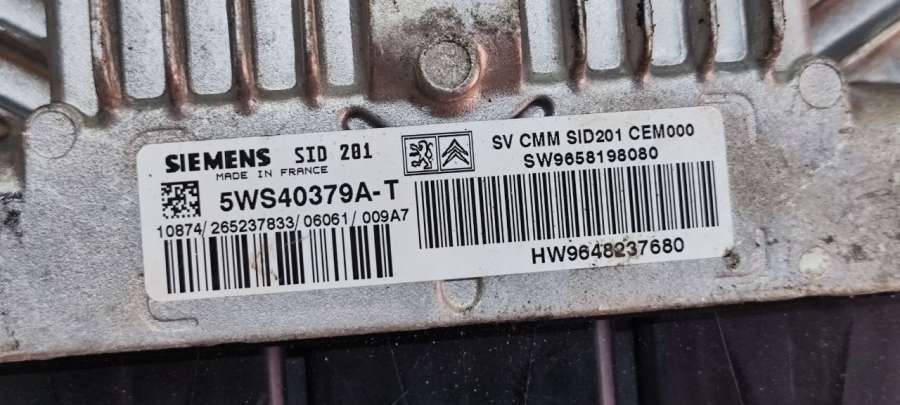 SIEMENS SID 201
MADE IN FRANCE
5WS40379A-T
10874/265237833/06061/009A7
SV CMM SID201 CEM000
SW9658198080
HW9648237680